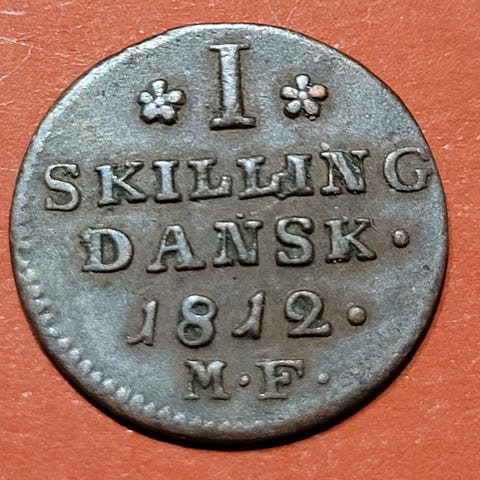 I
SKILLING
DANSK·
1812·
M·F·